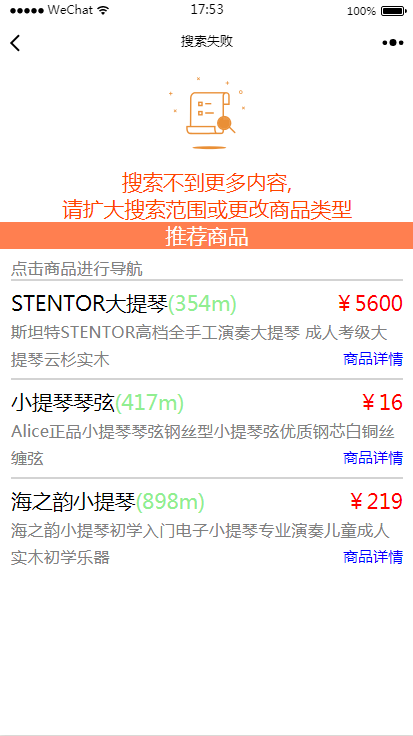 WeChat 17:53 100%
搜索失败
搜索不到更多内容,
请扩大搜索范围或更改商品类型
推荐商品
点击商品进行导航
STENTOR大提琴(354m) ￥5600
斯坦特STENTOR高档全手工演奏大提琴 成人考级大
提琴云杉实木 商品详情
小提琴琴弦(417m) ￥16
Alice正品小提琴琴弦钢丝型小提琴弦优质钢芯白铜丝
缠弦 商品详情
海之韵小提琴(898m) ￥219
海之韵小提琴初学入门电子小提琴专业演奏儿童成人
实木初学乐器 商品详情